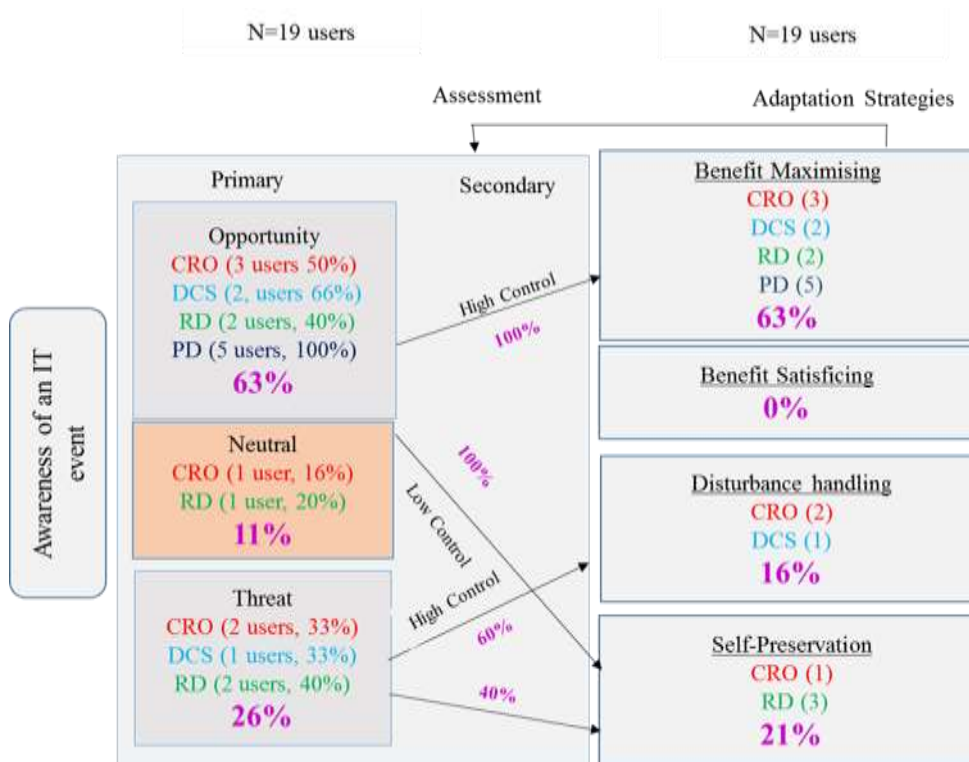 N=19 users
N=19 users
Assessment
Adaptation Strategies
Awareness of an IT
event
Primary
Secondary
Opportunity
CRO (3 users 50%)
DCS (2, users 66%)
RD (2 users, 40%)
PD (5 users, 100%)
63%
Neutral
CRO (1 user, 16%)
RD (1 user, 20%)
11%
Threat
CRO (2 users, 33%)
DCS (1 users, 33%)
RD (2 users, 40%)
26%
High Control
100%
100%
Low Control
High Control
60%
40%
Benefit Maximising
CRO (3)
DCS (2)
RD (2)
PD (5)
63%
Benefit Satisficing
0%
Disturbance handling
CRO (2)
DCS (1)
16%
Self-Preservation
CRO (1)
RD (3)
21%